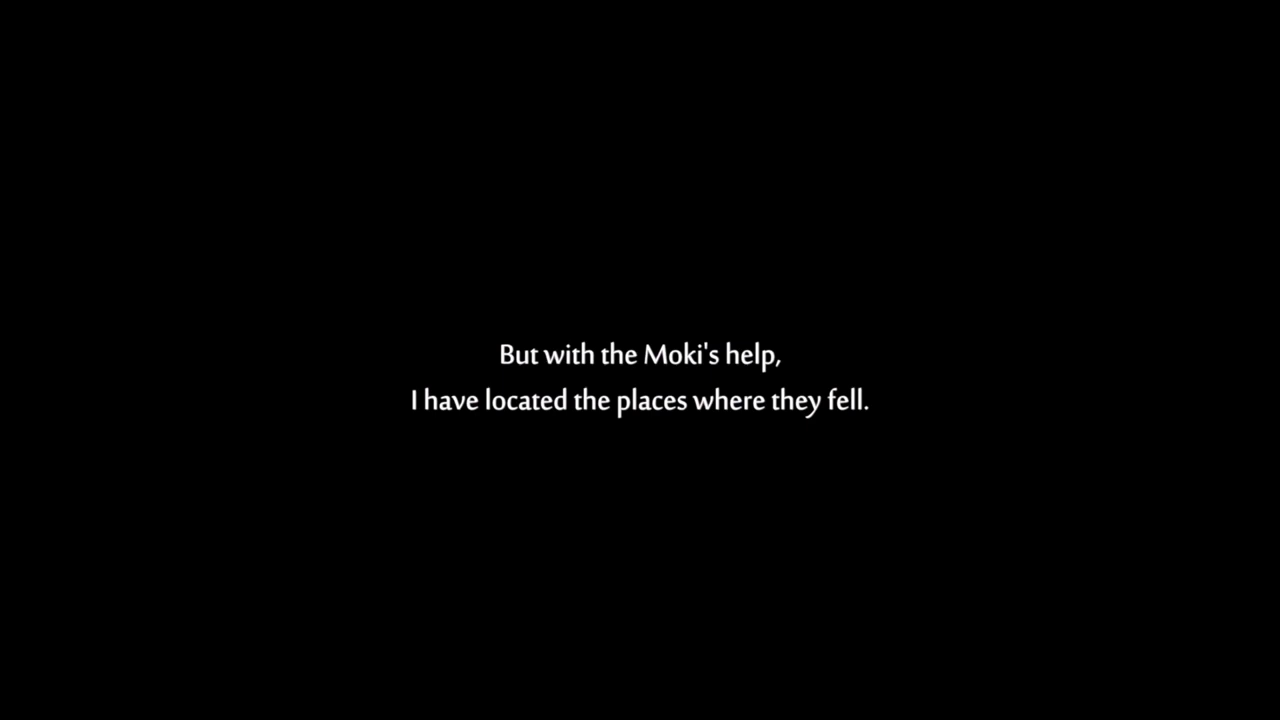 But with the Moki's help,
I have located the places where they fell.